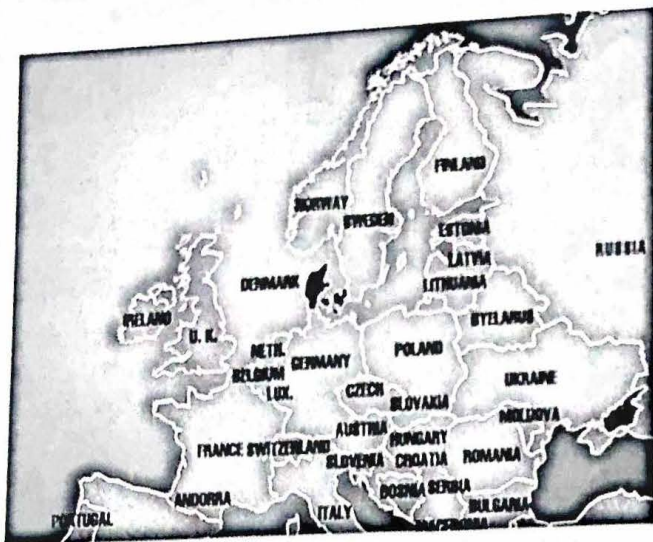 FINLAND
NORWAY
SWEDEN
ESTONIA
RUSSIA
LATVIA
DENMARK
LITHUANIA
IRELAND
U. K.
BYELARUS
NETH.
GERMANY
POLAND
BELGIUM
LUX.
CZECH
UKRAINE
SLOVAKIA
MOLDOVA
AUSTRIA
FRANCE
SWITZERLAND
HUNGARY
SLOVENIA
CROATIA
ROMANIA
ANDORRA
BOSNIA
SERBIA
ITALY
BULGARIA
PORTUGAL
MACEDONIA